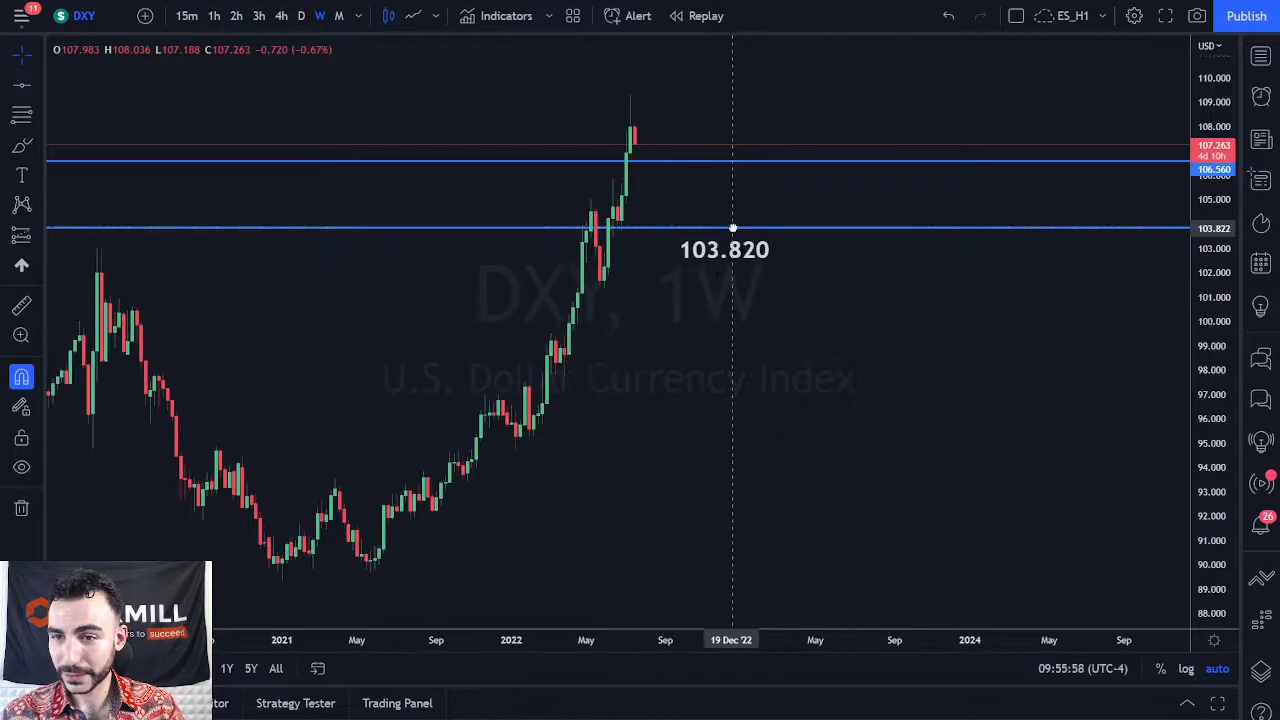 11
DXY
15m 1h 2h 3h 4h D W M
Indicators
Alert
Replay
ES_H1
Publish
O107.983 H108.036 L107.188 C107.263 -0.720 (-0.67%)
USD
110.000
109.000
108.000
107.263
4d 10h
106.560
105.000
103.822
103.000
102.000
101.000
100.000
99.000
98.000
97.000
96.000
95.000
94.000
93.000
92.000
91.000
90.000
89.000
88.000
103.820
DXY, 1W
U.S. Dollar Currency Index
26
MILL
rs to succeed
2021 May Sep 2022 May Sep 19 Dec '22 May Sep 2024 May Sep
1Y 5Y All
09:55:58 (UTC-4)
% log auto
Strategy Tester
Trading Panel